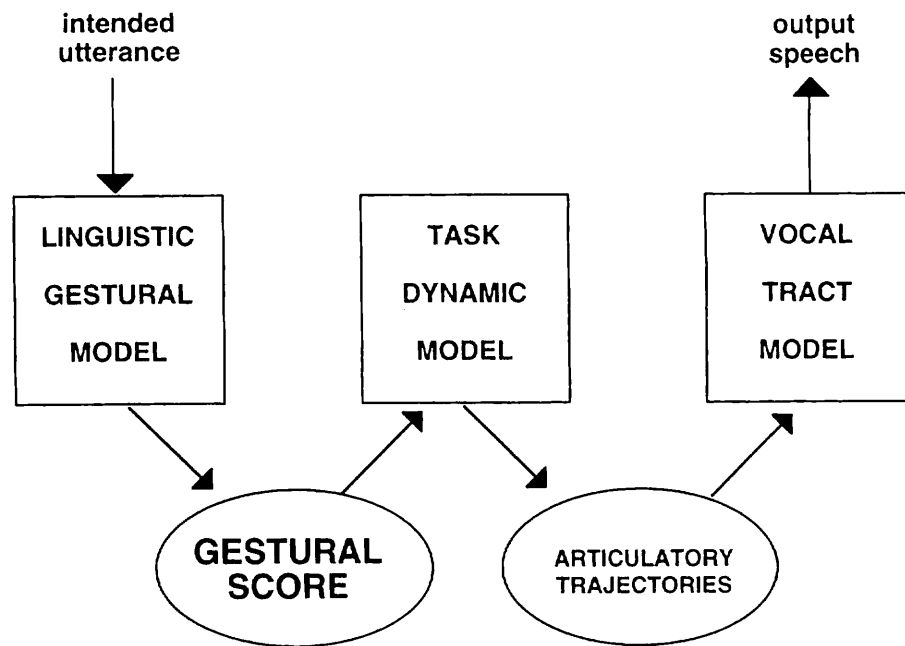 intended
utterance
output
speech
LINGUISTIC
GESTURAL
MODEL
TASK
DYNAMIC
MODEL
VOCAL
TRACT
MODEL
GESTURAL
SCORE
ARTICULATORY
TRAJECTORIES